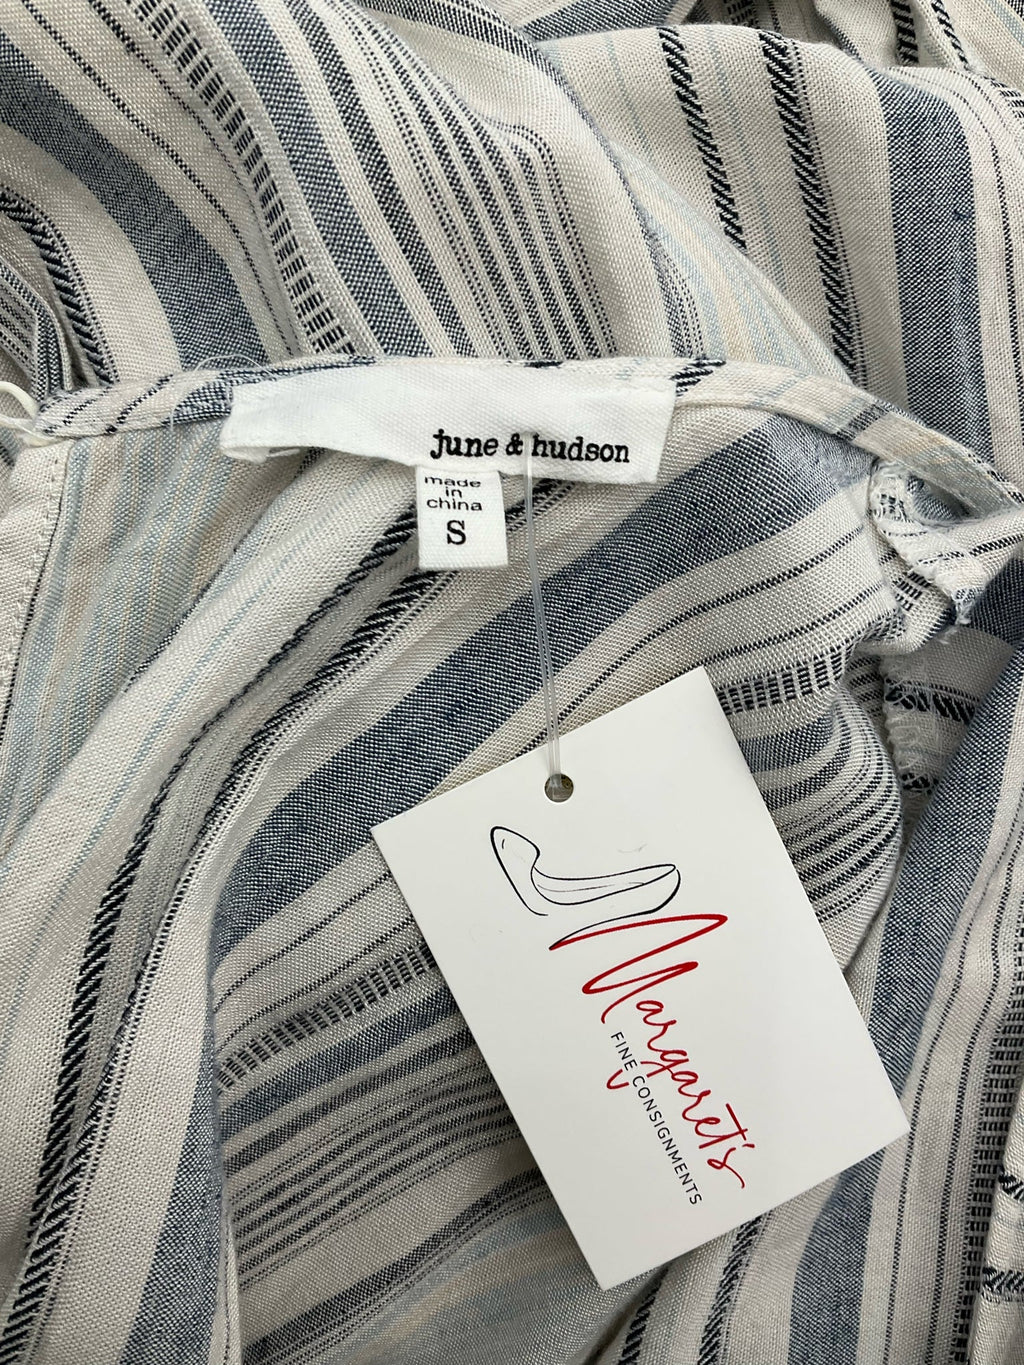 june & hudson
made
in
china
S
Margaret's
FINE CONSIGNMENTS